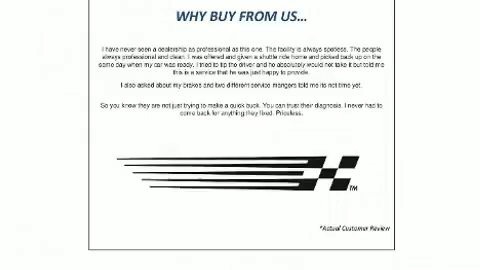 WHY BUY FROM US...
I have never seen a dealership as professional as this one. The facility is always spotless. The people
always professional and clean. I was offered and given a shuttle ride home and picked back up on the
same day when my car was ready. I tried to tip the driver and he absolutely would not take it but told me
this is a service that he was just happy to provide.
I also asked about my brakes and two different service mangers told me its not time yet.
So you know they are not just trying to make a quick buck. You can trust their diagnosis. I never had to
come back for anything they fixed. Priceless.
TM
*Actual Customer Review